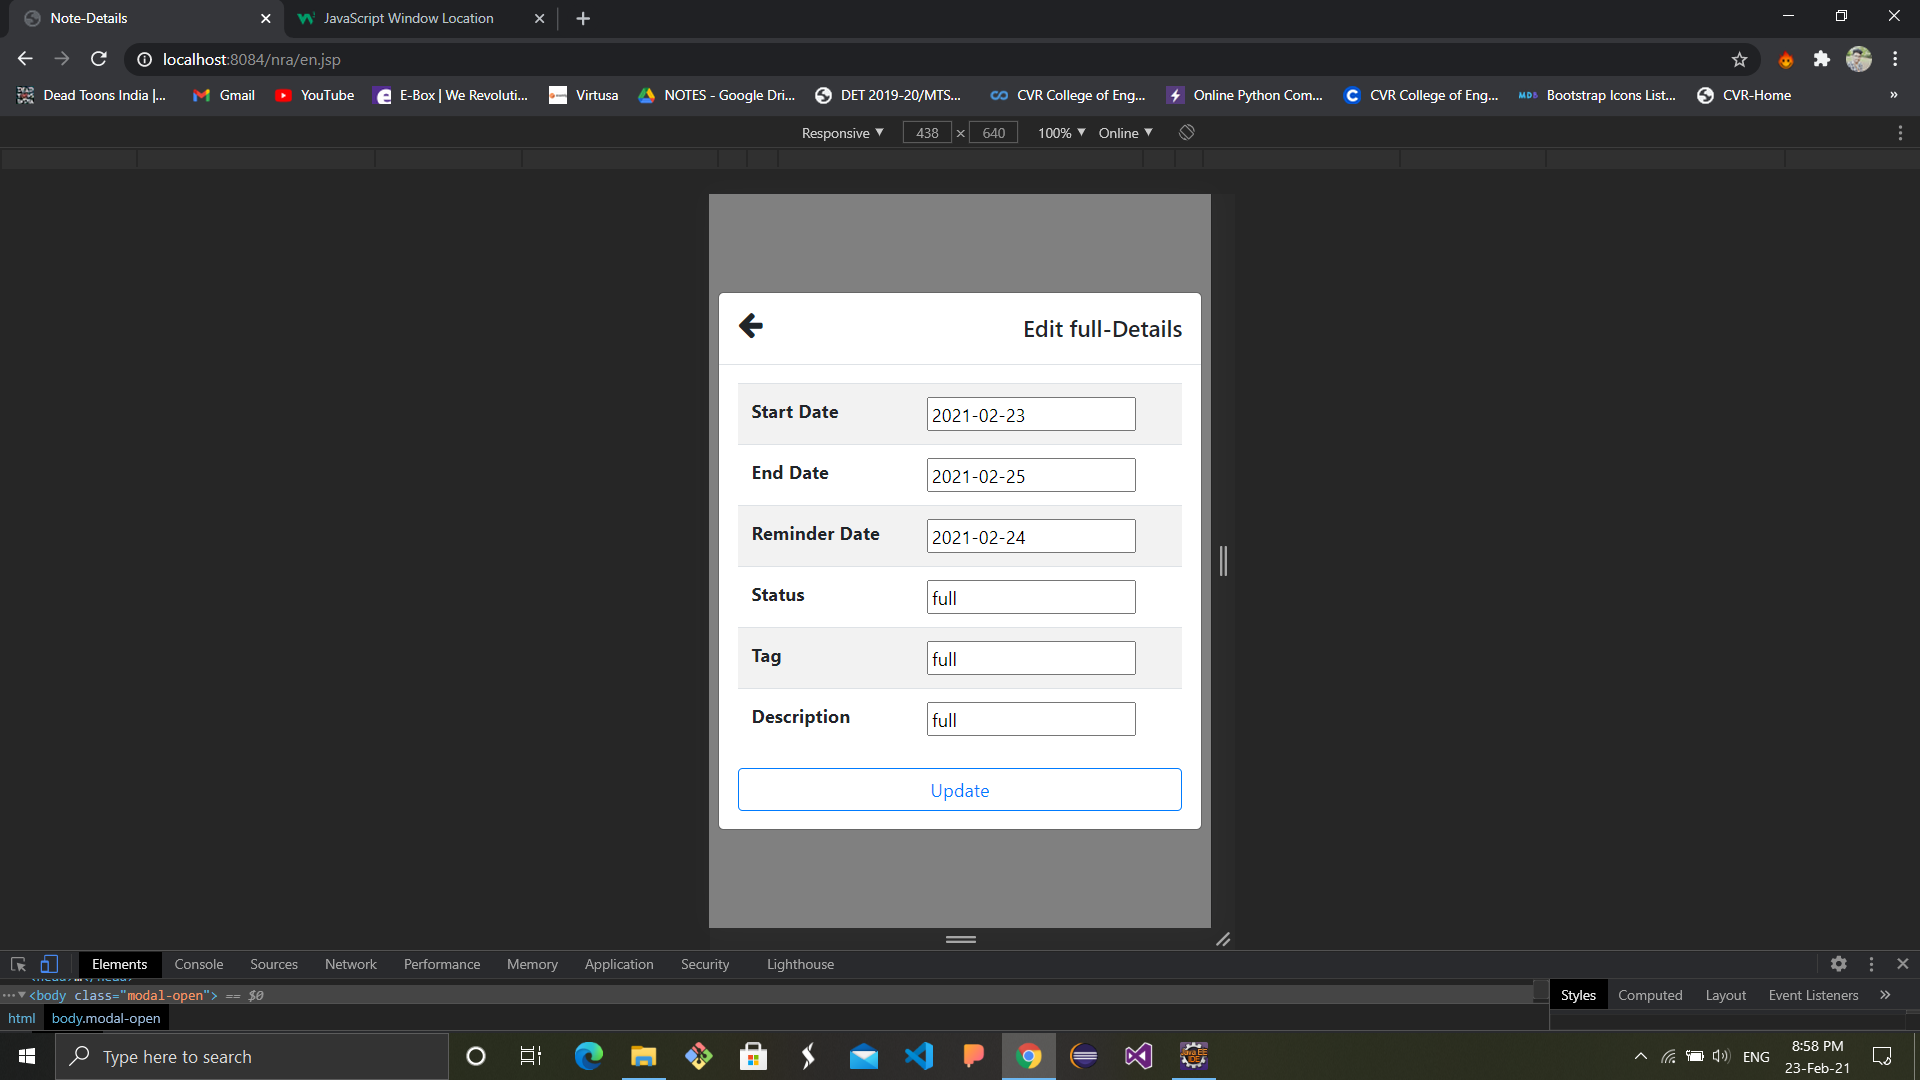 Note-Details
JavaScript Window Location
localhost:8084/nra/en.jsp
Dead Toons India |...
Gmail
YouTube
E-Box | We Revoluti...
Virtusa
NOTES - Google Dri...
DET 2019-20/MTS...
CVR College of Eng...
Online Python Com...
CVR College of Eng...
Bootstrap Icons List...
CVR-Home
»
Responsive ▼ 438 × 640 100% ▼ Online ▼
Edit full-Details
Start Date 2021-02-23
End Date 2021-02-25
Reminder Date 2021-02-24
Status full
Tag full
Description full
Update
Elements Console Sources Network Performance Memory Application Security Lighthouse
<body class="modal-open"> == $0
Styles Computed Layout Event Listeners »
html body.modal-open
Type here to search
ENG
8:58 PM
23-Feb-21